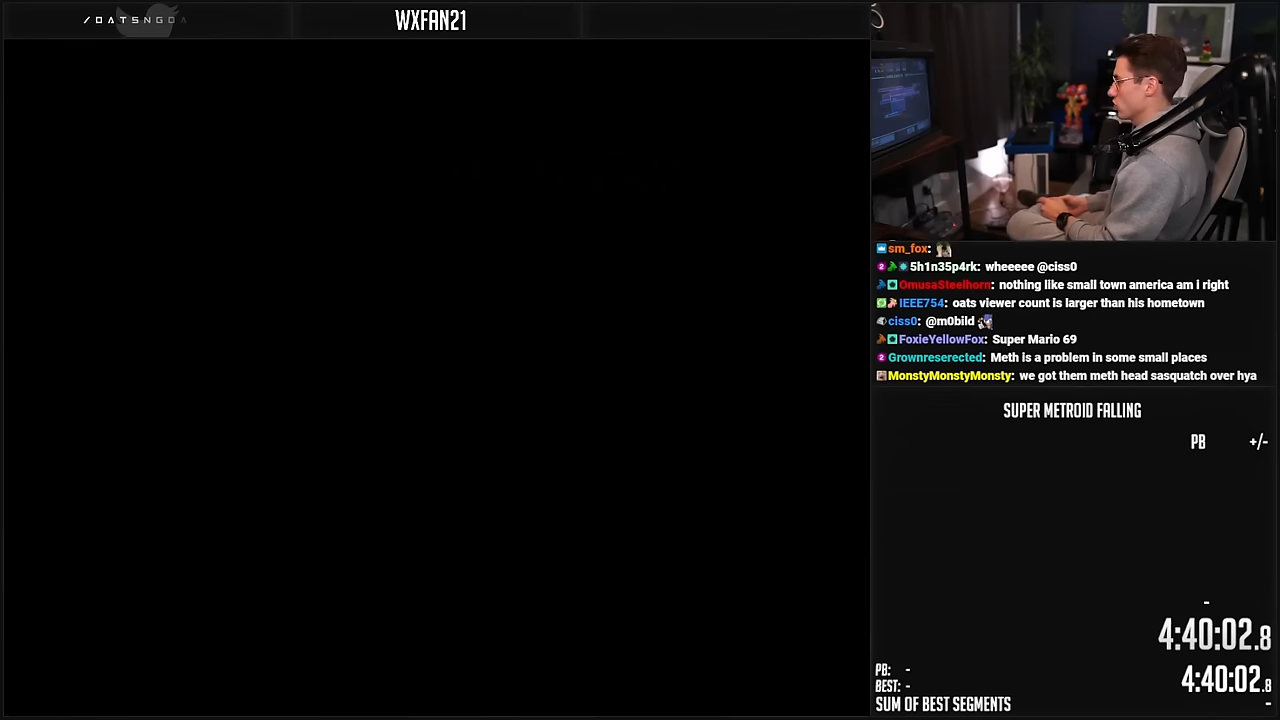 /OATSNGOA
WXFAN21
sm_fox:
5h1n35p4rk: wheeeee @ciss0
OmusaSteelhorn: nothing like small town america am i right
IEEE754: oats viewer count is larger than his hometown
ciss0: @m0bild
FoxieYellowFox: Super Mario 69
Grownreserected: Meth is a problem in some small places
MonstyMonstyMonsty: we got them meth head sasquatch over hya
SUPER METROID FALLING
PB +/-
-
4:40:02.8
PB: -
4:40:02.8
BEST: -
SUM OF BEST SEGMENTS -